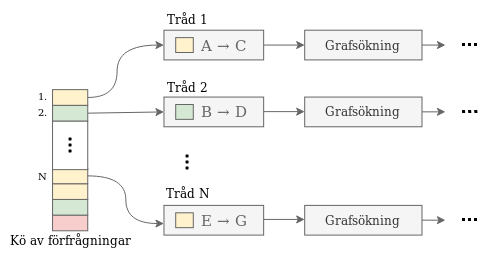 Tråd 1
A → C
Grafsökning
...
Tråd 2
1.
2.
B → D
Grafsökning
...
⋮
⋮
N
Tråd N
E → G
Grafsökning
...
Kö av förfrågningar